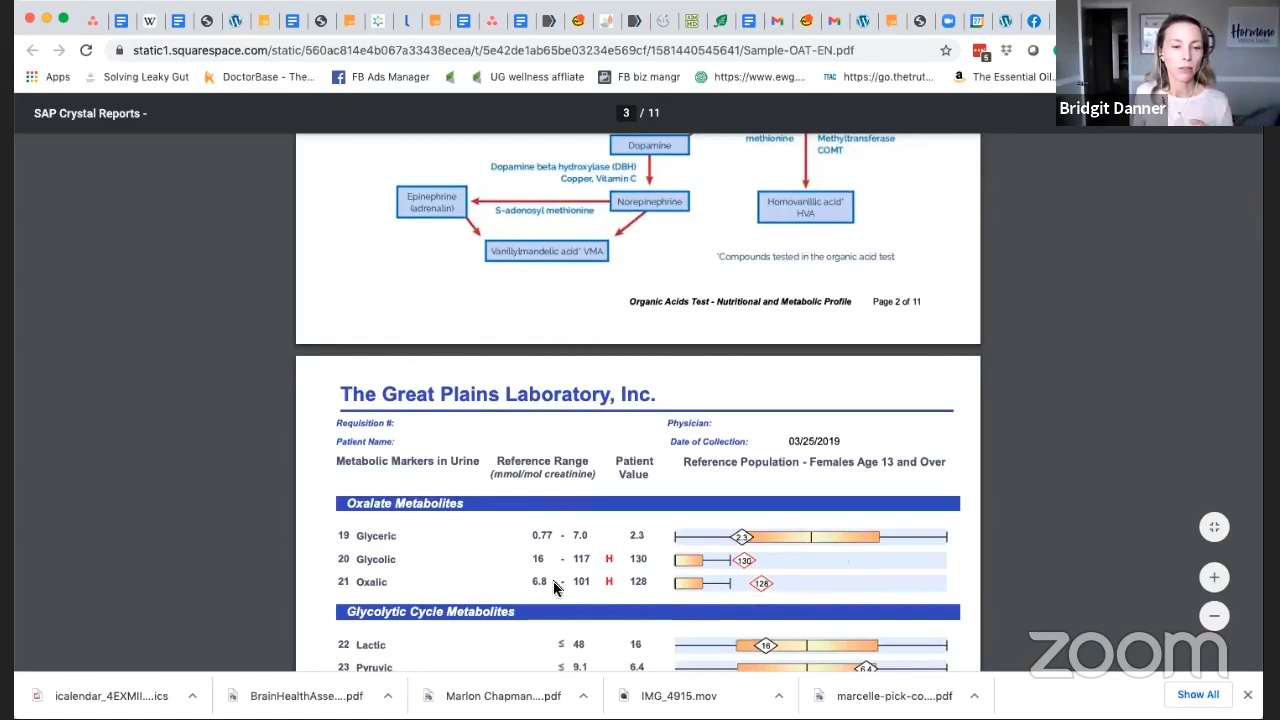 static1.squarespace.com/static/560ac814e4b067a33438ecea/t/5e42de1ab65be03234e569cf/1581440545641/Sample-OAT-EN.pdf
5
Apps
Solving Leaky Gut
DoctorBase - The...
FB Ads Manager
UG wellness affliate
FB biz mangr
https://www.ewg....
TTAC
https://go.thetrut...
The Essential Oil
Hormone
Bridgit Danner
SAP Crystal Reports -
3 / 11
Dopamine
methionine
Methyltransferase
COMT
Dopamine beta hydroxylase (DBH)
Copper, Vitamin C
Epinephrine
(adrenalin)
S-adenosyl methionine
Norepinephrine
Homovanillic acid*
HVA
Vanillylmandelic acid* VMA
*Compounds tested in the organic acid test
Organic Acids Test - Nutritional and Metabolic Profile Page 2 of 11
The Great Plains Laboratory, Inc.
Requisition #:
Physician:
Patient Name:
Date of Collection: 03/25/2019
Metabolic Markers in Urine
Reference Range
(mmol/mol creatinine)
Patient
Value
Reference Population - Females Age 13 and Over
Oxalate Metabolites
19 Glyceric 0.77 - 7.0 2.3 2.3
20 Glycolic 16 - 117 H 130 130
21 Oxalic 6.8 - 101 H 128 128
Glycolytic Cycle Metabolites
22 Lactic ≤ 48 16 16
23 Pyruvic ≤ 9.1 6.4 6.4
zoom
icalendar_4EXMII....ics
BrainHealthAsse....pdf
Marlon Chapman....pdf
IMG_4915.mov
marcelle-pick-co....pdf
Show All